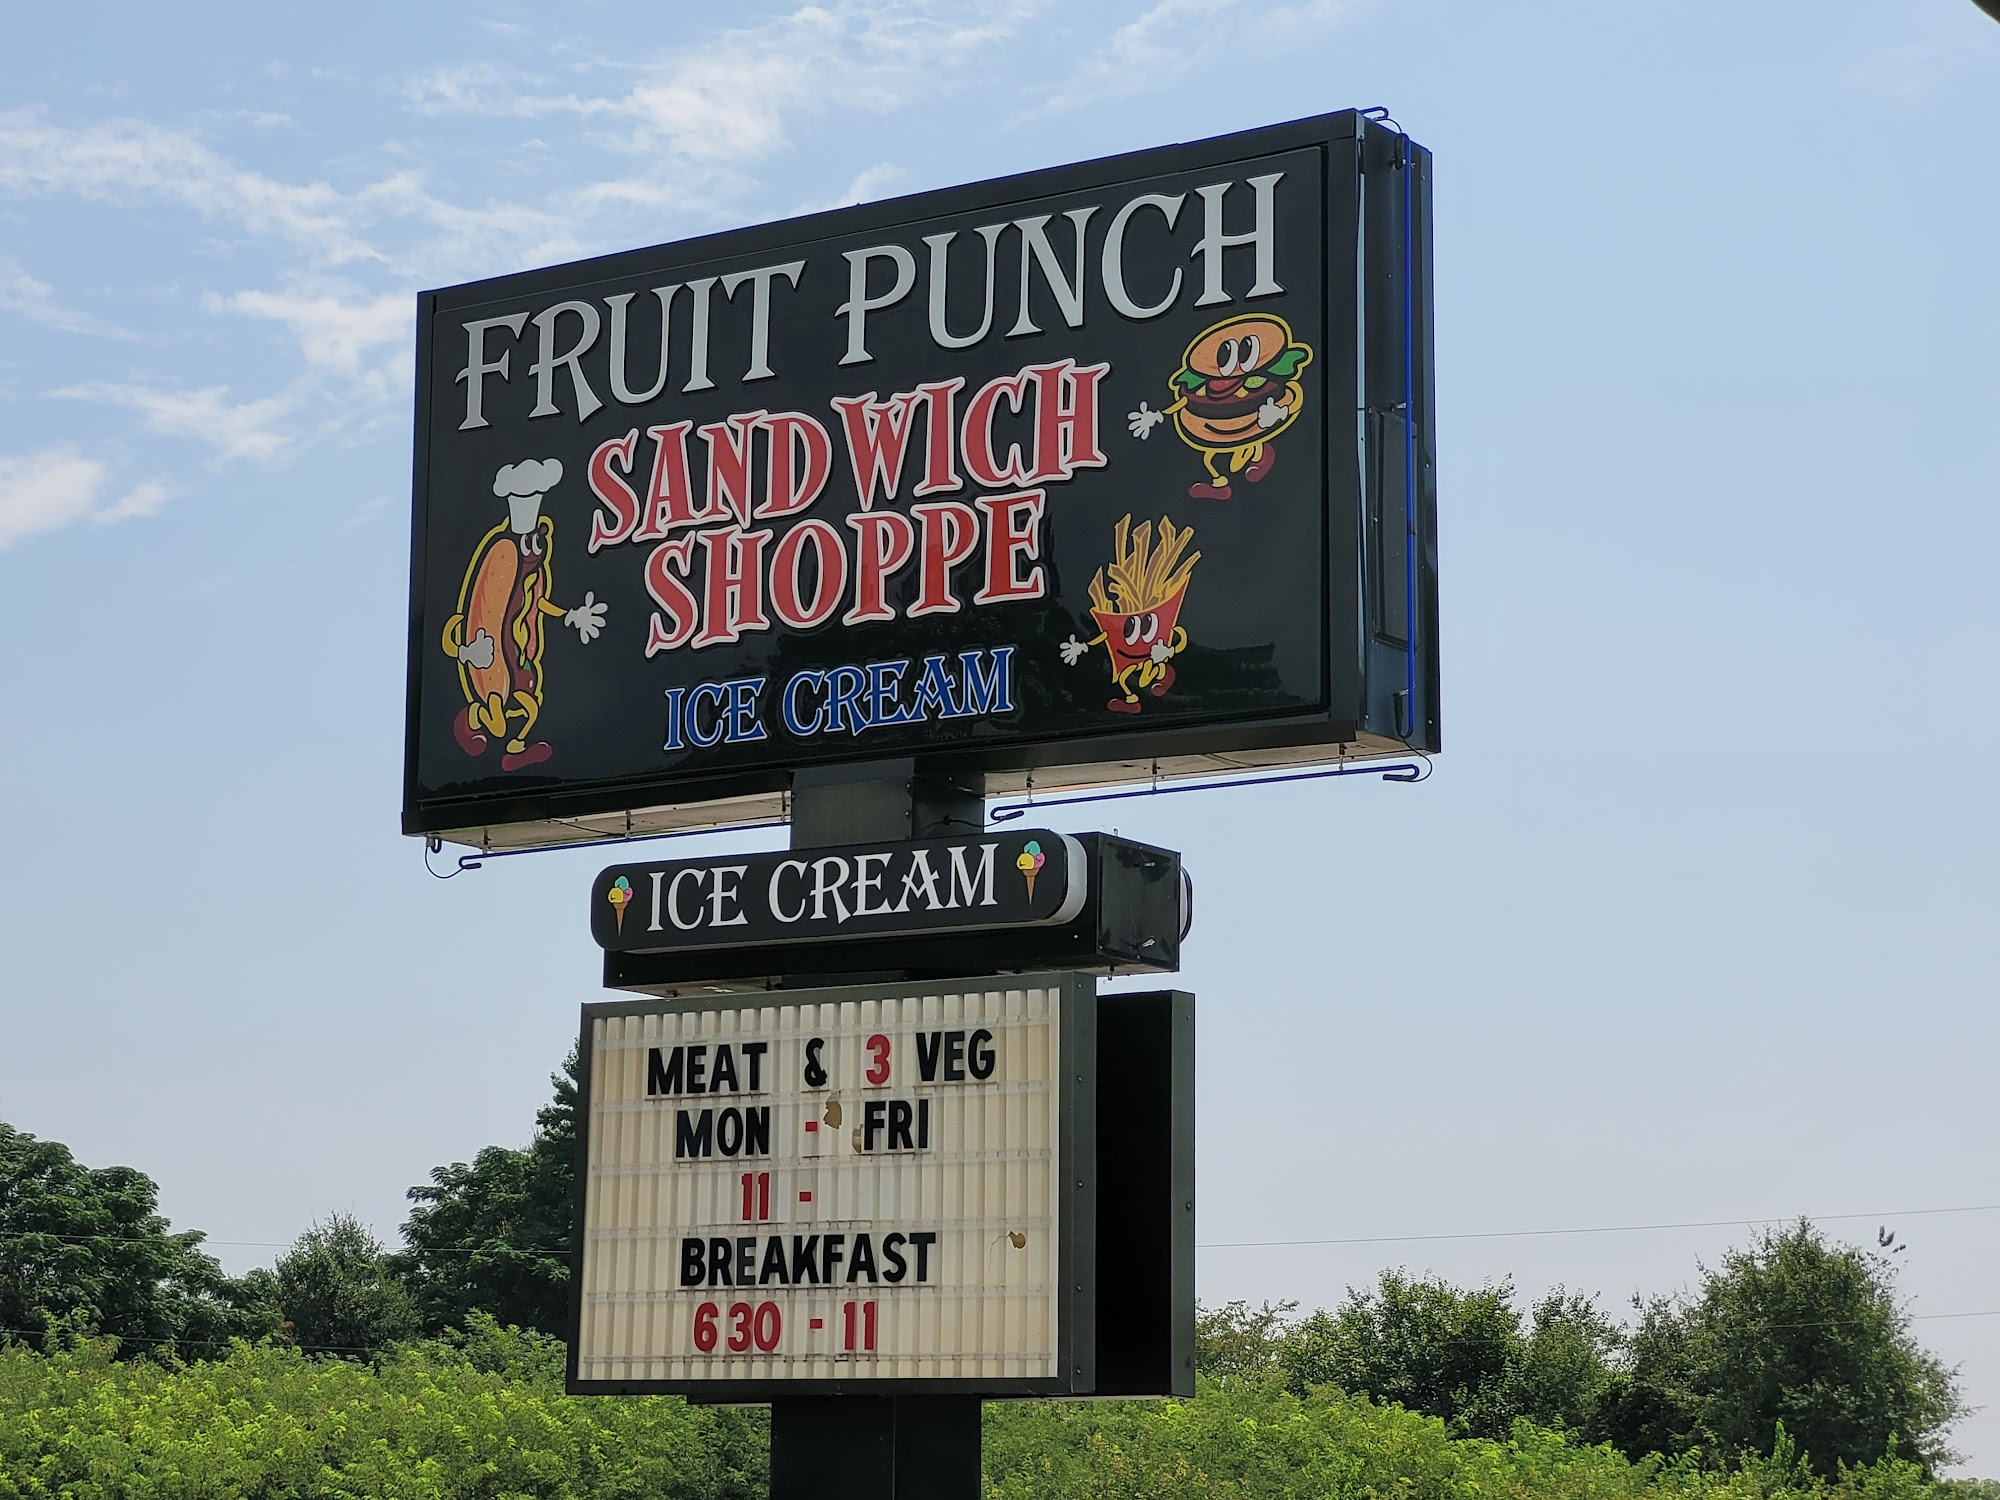 FRUIT PUNCH
SANDWICH
SHOPPE
ICE CREAM
ICE CREAM
MEAT & 3 VEG
MON - FRI
11 -
BREAKFAST
630 - 11